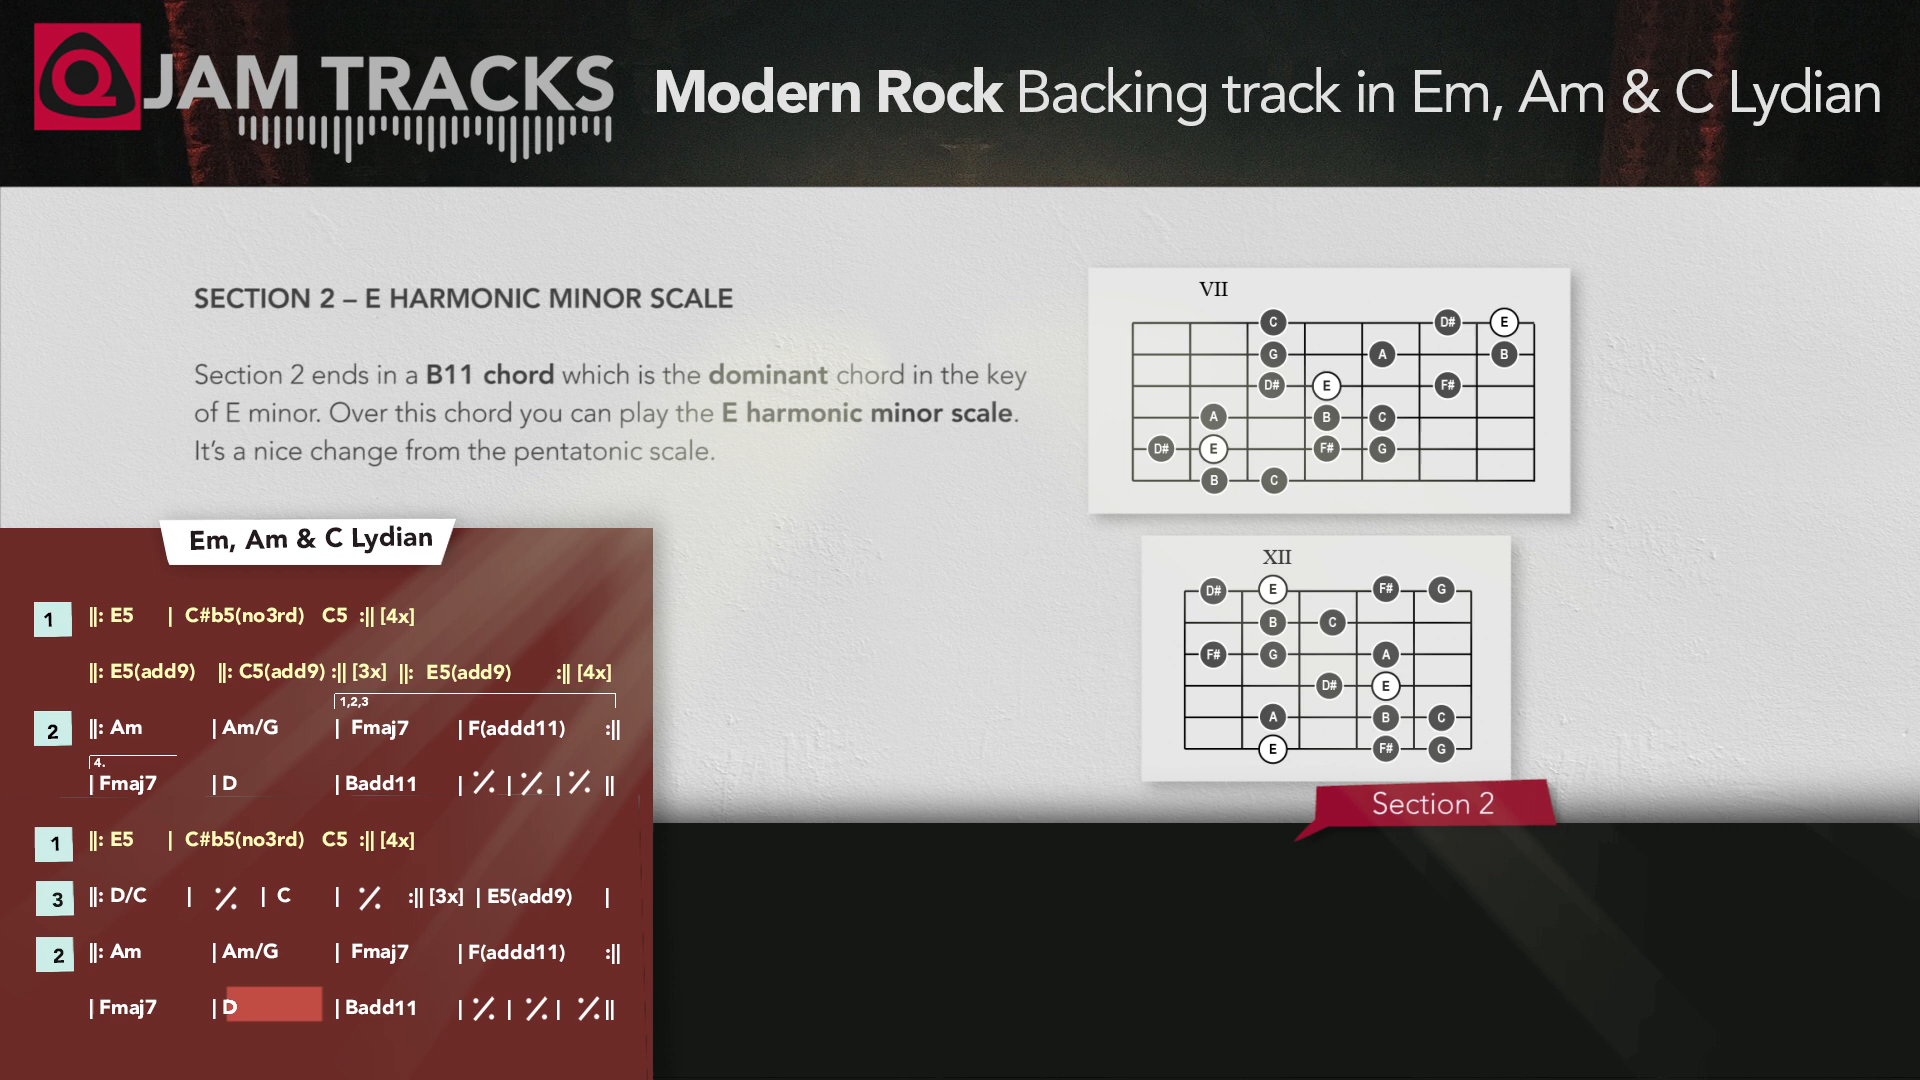 Q JAM TRACKS
Modern Rock Backing track in Em, Am & C Lydian
SECTION 2 – E HARMONIC MINOR SCALE
Section 2 ends in a B11 chord which is the dominant chord in the key
of E minor. Over this chord you can play the E harmonic minor scale.
It's a nice change from the pentatonic scale.
VII
C D# E
G A B
D# E F#
A B C
D# E F# G
B C
XII
D# E F# G
B C
F# G A
D# E
A B C
E F# G
Section 2
Em, Am & C Lydian
1 ||: E5 | C#b5(no3rd) C5 :|| [4x]
||: E5(add9) ||: C5(add9) :|| [3x] ||: E5(add9) :|| [4x]
1,2,3
2 ||: Am | Am/G | Fmaj7 | F(addd11) :||
4.
| Fmaj7 | D | Badd11 | ٪ | ٪ | ٪ ||
1 ||: E5 | C#b5(no3rd) C5 :|| [4x]
3 ||: D/C | ٪ | C | ٪ :|| [3x] | E5(add9) |
2 ||: Am | Am/G | Fmaj7 | F(addd11) :||
| Fmaj7 | D | Badd11 | ٪ | ٪ | ٪ ||